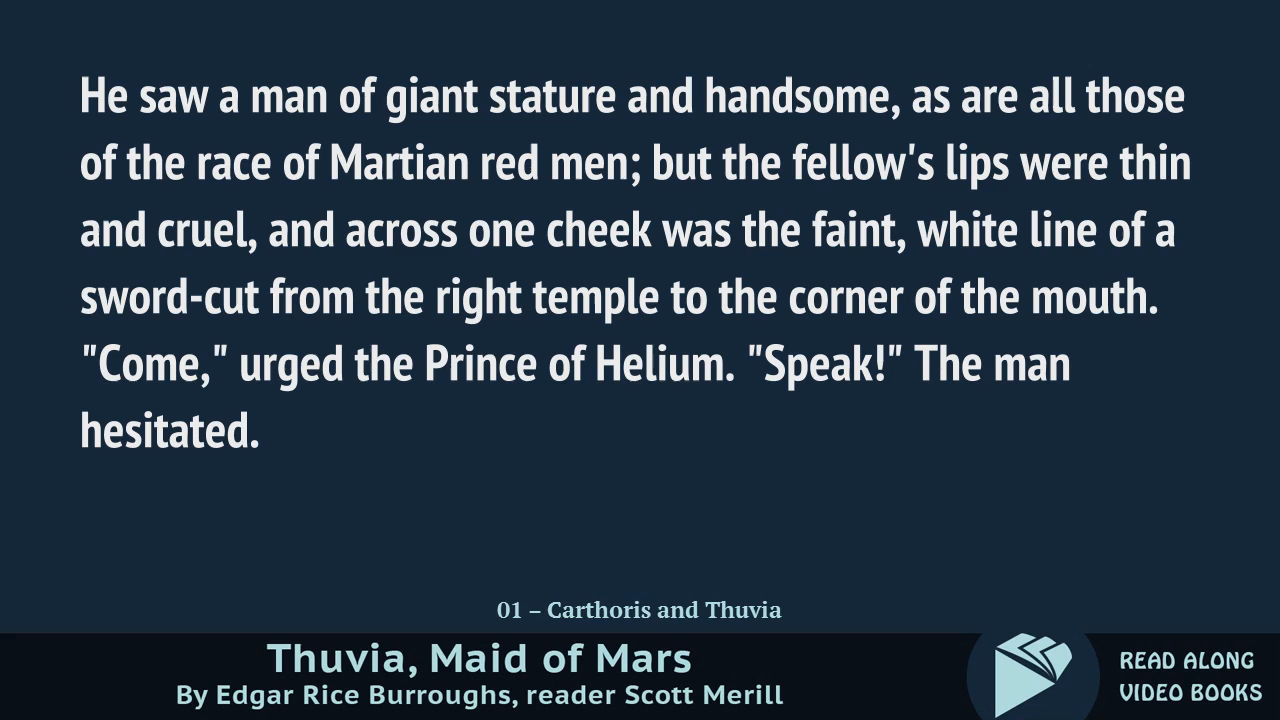 He saw a man of giant stature and handsome, as are all those
of the race of Martian red men; but the fellow's lips were thin
and cruel, and across one cheek was the faint, white line of a
sword-cut from the right temple to the corner of the mouth.
"Come," urged the Prince of Helium. "Speak!" The man
hesitated.
01 – Carthoris and Thuvia
Thuvia, Maid of Mars
By Edgar Rice Burroughs, reader Scott Merill
READ ALONG
VIDEO BOOKS